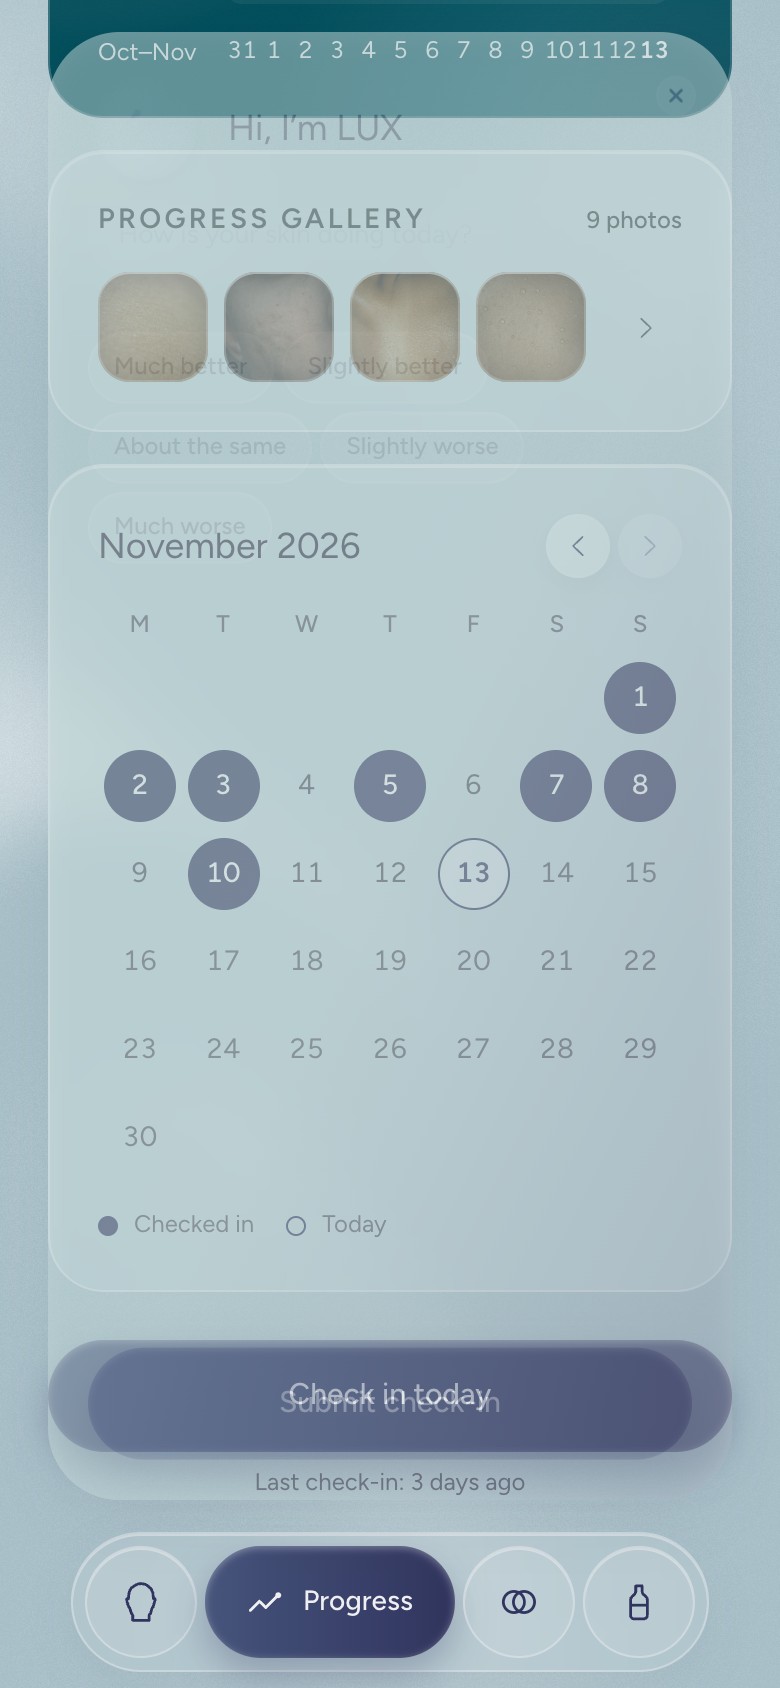 Oct–Nov 31 1 2 3 4 5 6 7 8 9 10 11 12 13
Hi, I'm LUX
PROGRESS GALLERY 9 photos
How is your skin doing today?
Much better Slightly better
About the same Slightly worse
Much worse
November 2026
M T W T F S S
1
2 3 4 5 6 7 8
9 10 11 12 13 14 15
16 17 18 19 20 21 22
23 24 25 26 27 28 29
30
Checked in Today
Check in today
Submit check-in
Last check-in: 3 days ago
Progress